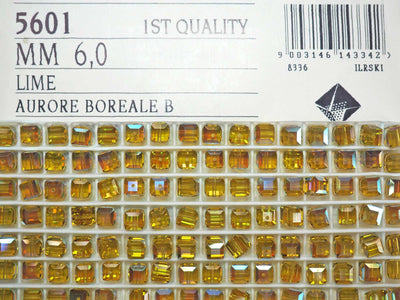 5601 1ST QUALITY
MM 6,0
LIME
AURORE BOREALE B
9 003146 143342
8336 ILRSKI